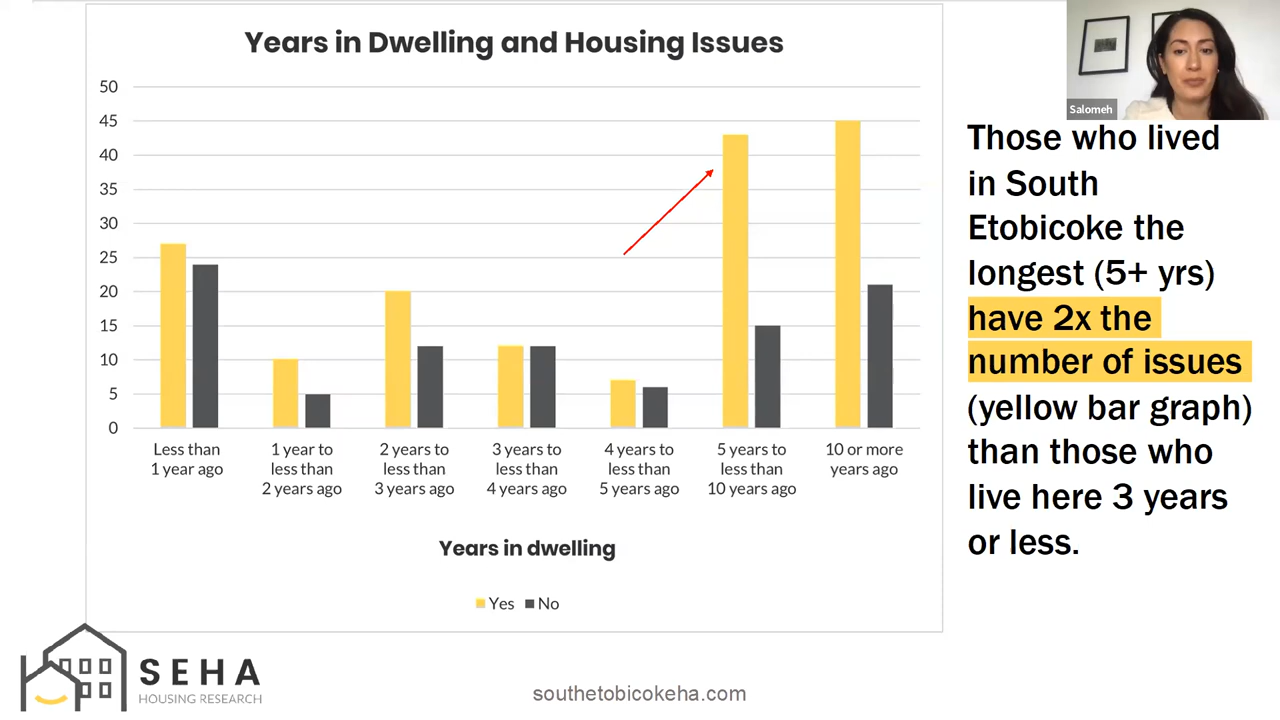 Years in Dwelling and Housing Issues
50
45
40
35
30
25
20
15
10
5
0
Less than
1 year ago
1 year to
less than
2 years ago
2 years to
less than
3 years ago
3 years to
less than
4 years ago
4 years to
less than
5 years ago
5 years to
less than
10 years ago
10 or more
years ago
Years in dwelling
Yes No
Salomeh
Those who lived
in South
Etobicoke the
longest (5+ yrs)
have 2x the
number of issues
(yellow bar graph)
than those who
live here 3 years
or less.
SEHA
HOUSING RESEARCH
southetobicokeha.com